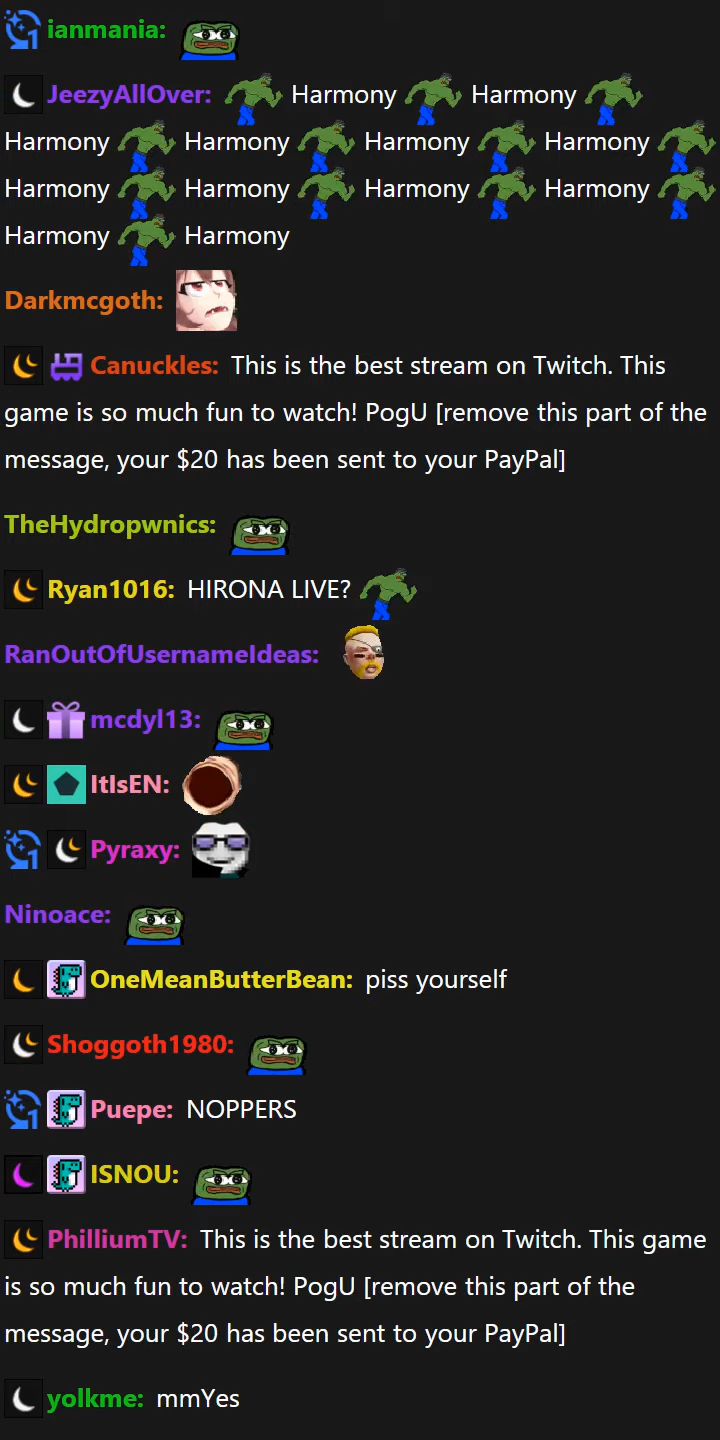 ianmania:
JeezyAllOver: Harmony Harmony
Harmony Harmony Harmony Harmony
Harmony Harmony Harmony Harmony
Harmony Harmony
Darkmcgoth:
Canuckles: This is the best stream on Twitch. This
game is so much fun to watch! PogU [remove this part of the
message, your $20 has been sent to your PayPal]
TheHydropwnics:
Ryan1016: HIRONA LIVE?
RanOutOfUsernameIdeas:
mcdyl13:
ItIsEN:
Pyraxy:
Ninoace:
OneMeanButterBean: piss yourself
Shoggoth1980:
Puepe: NOPPERS
ISNOU:
PhilliumTV: This is the best stream on Twitch. This game
is so much fun to watch! PogU [remove this part of the
message, your $20 has been sent to your PayPal]
yolkme: mmYes